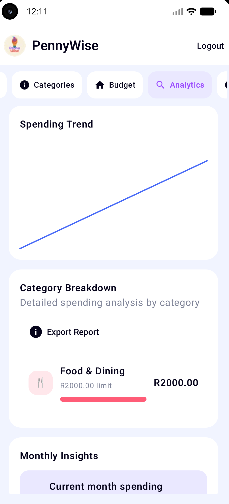 12:11
PennyWise
Logout
Categories
Budget
Analytics
Spending Trend
Category Breakdown
Detailed spending analysis by category
Export Report
Food & Dining
R2000.00 limit
R2000.00
Monthly Insights
Current month spending